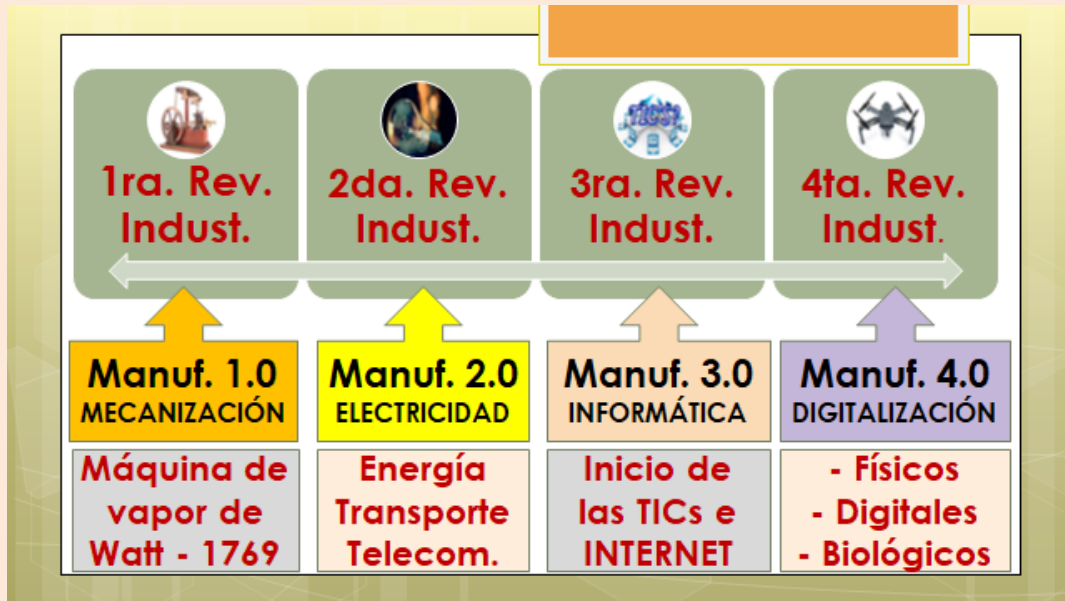 1ra. Rev.
Indust.
2da. Rev.
Indust.
3ra. Rev.
Indust.
4ta. Rev.
Indust.
Manuf. 1.0
MECANIZACIÓN
Manuf. 2.0
ELECTRICIDAD
Manuf. 3.0
INFORMÁTICA
Manuf. 4.0
DIGITALIZACIÓN
Máquina de
vapor de
Watt - 1769
Energía
Transporte
Telecom.
Inicio de
las TICs e
INTERNET
- Físicos
- Digitales
- Biológicos